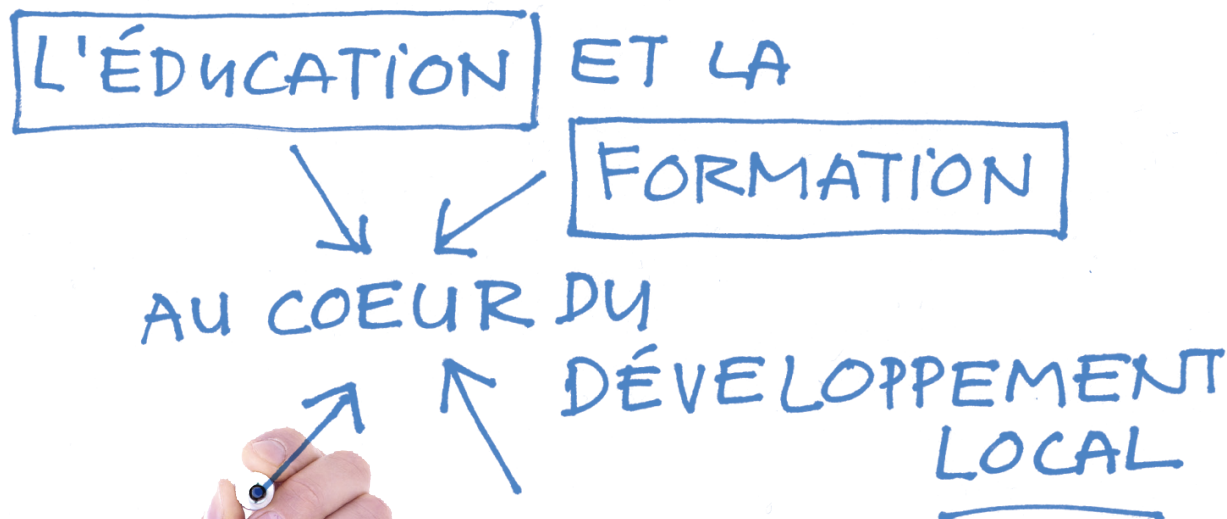 L'ÉDUCATION ET LA
FORMATION
AU COEUR DU
DÉVELOPPEMENT
LOCAL